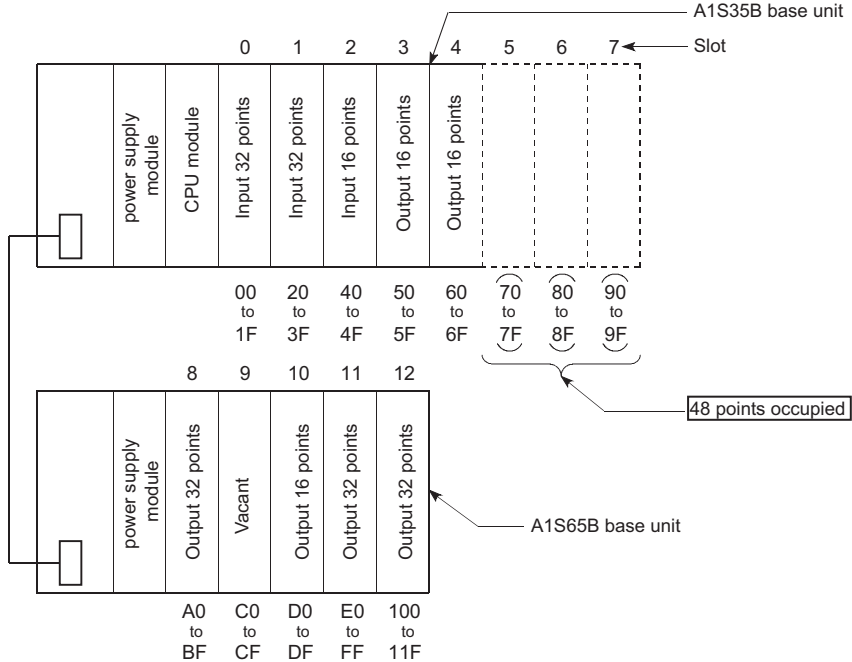 A1S35B base unit
0 1 2 3 4 5 6 7 Slot
power supply module
CPU module
Input 32 points
Input 32 points
Input 16 points
Output 16 points
Output 16 points
00 to 1F
20 to 3F
40 to 4F
50 to 5F
60 to 6F
(70 to 7F)
(80 to 8F)
(90 to 9F)
48 points occupied
8 9 10 11 12
power supply module
Output 32 points
Vacant
Output 16 points
Output 32 points
Output 32 points
A1S65B base unit
A0 to BF
C0 to CF
D0 to DF
E0 to FF
100 to 11F